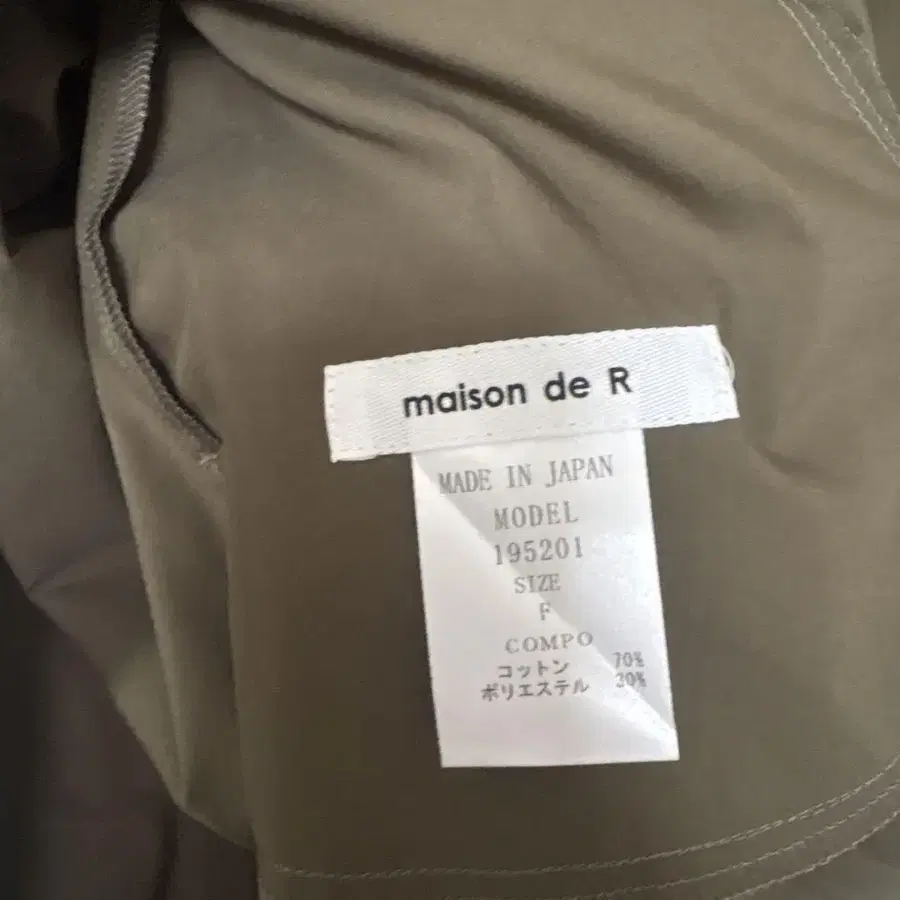 maison de R
MADE IN JAPAN
MODEL
195201
SIZE
F
COMPO
コットン 70%
ポリエステル 30%